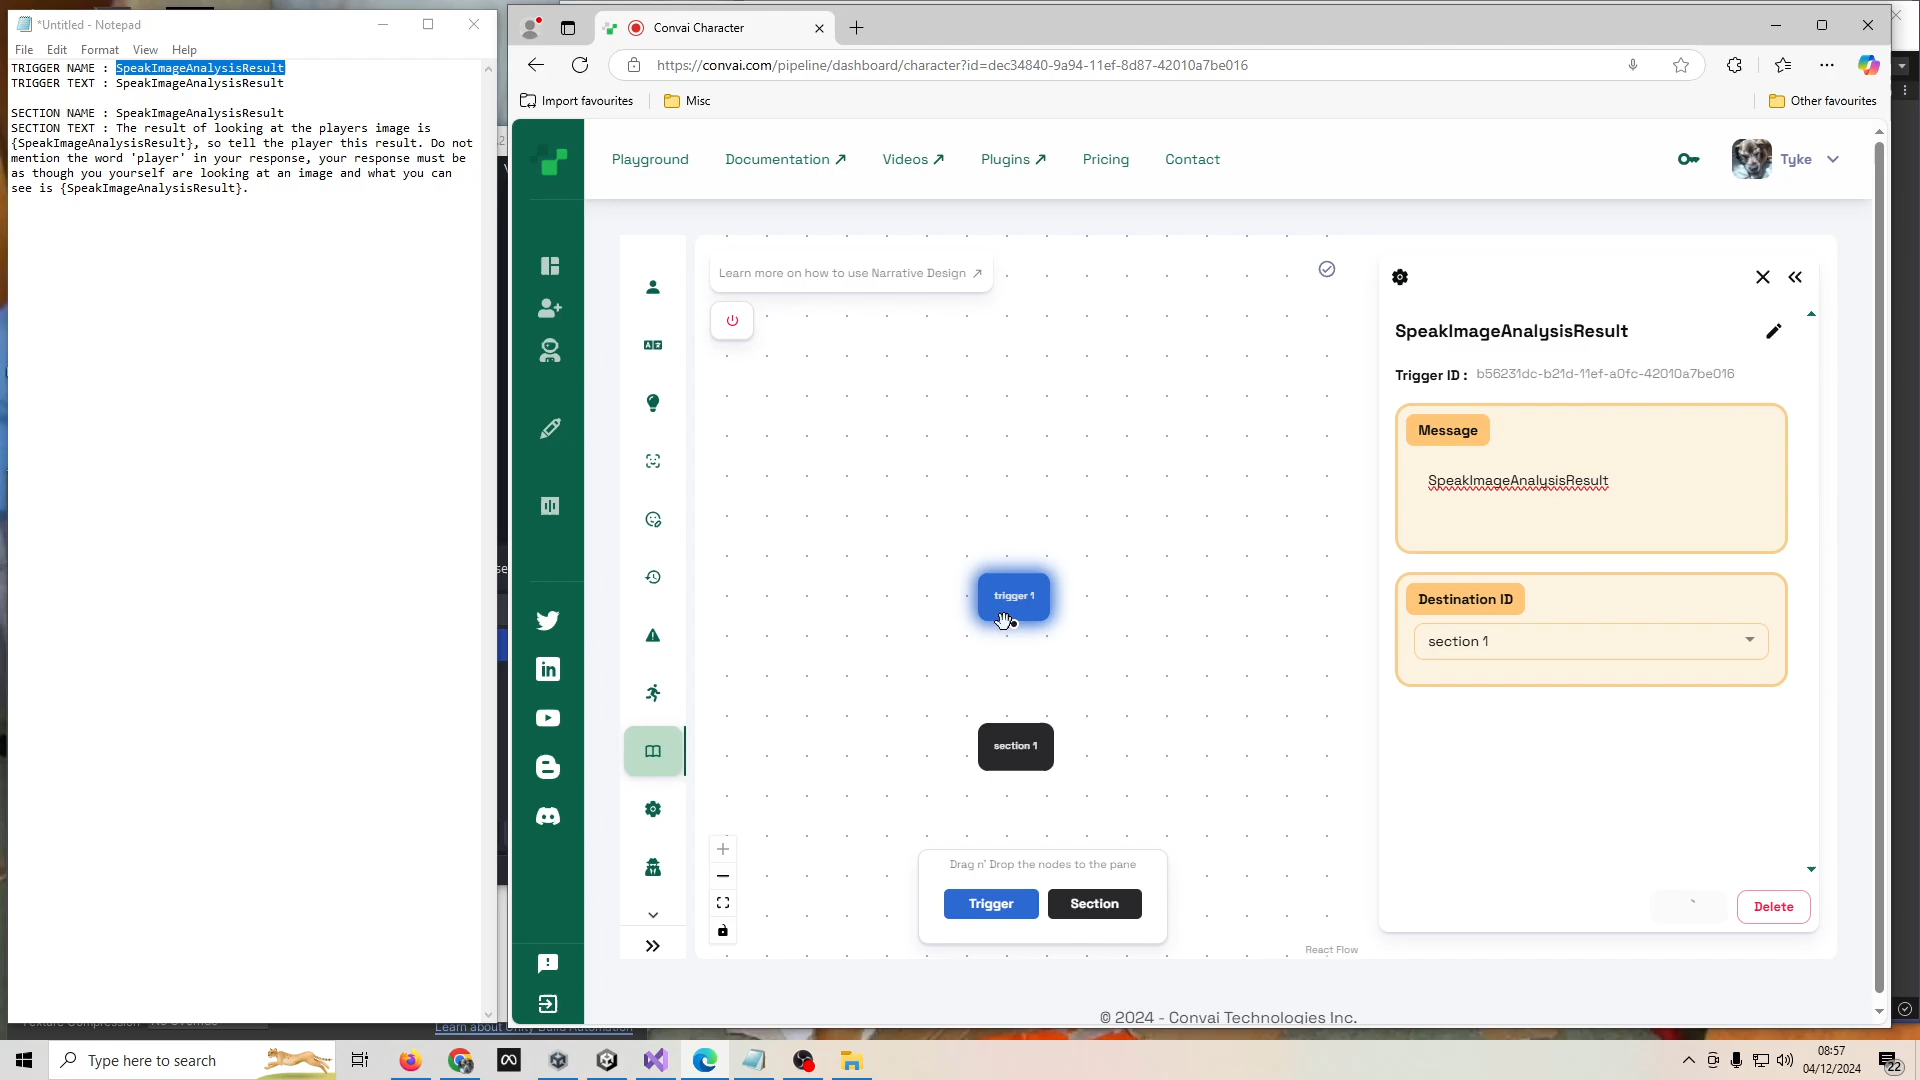 *Untitled - Notepad
File Edit Format View Help
TRIGGER NAME : SpeakImageAnalysisResult
TRIGGER TEXT : SpeakImageAnalysisResult
SECTION NAME : SpeakImageAnalysisResult
SECTION TEXT : The result of looking at the players image is
{SpeakImageAnalysisResult}, so tell the player this result. Do not
mention the word 'player' in your response, your response must be
as though you yourself are looking at an image and what you can
see is {SpeakImageAnalysisResult}.
Convai Character
https://convai.com/pipeline/dashboard/character?id=dec34840-9a94-11ef-8d87-42010a7be016
Import favourites
Misc
Other favourites
Playground
Documentation
Videos
Plugins
Pricing
Contact
Tyke
Learn more on how to use Narrative Design
trigger 1
section 1
Drag n' Drop the nodes to the pane
Trigger
Section
React Flow
SpeakImageAnalysisResult
Trigger ID : b56231dc-b21d-11ef-a0fc-42010a7be016
Message
SpeakImageAnalysisResult
Destination ID
section 1
Delete
© 2024 - Convai Technologies Inc.
Learn about Unity Build Automation
Type here to search
08:57
04/12/2024
22